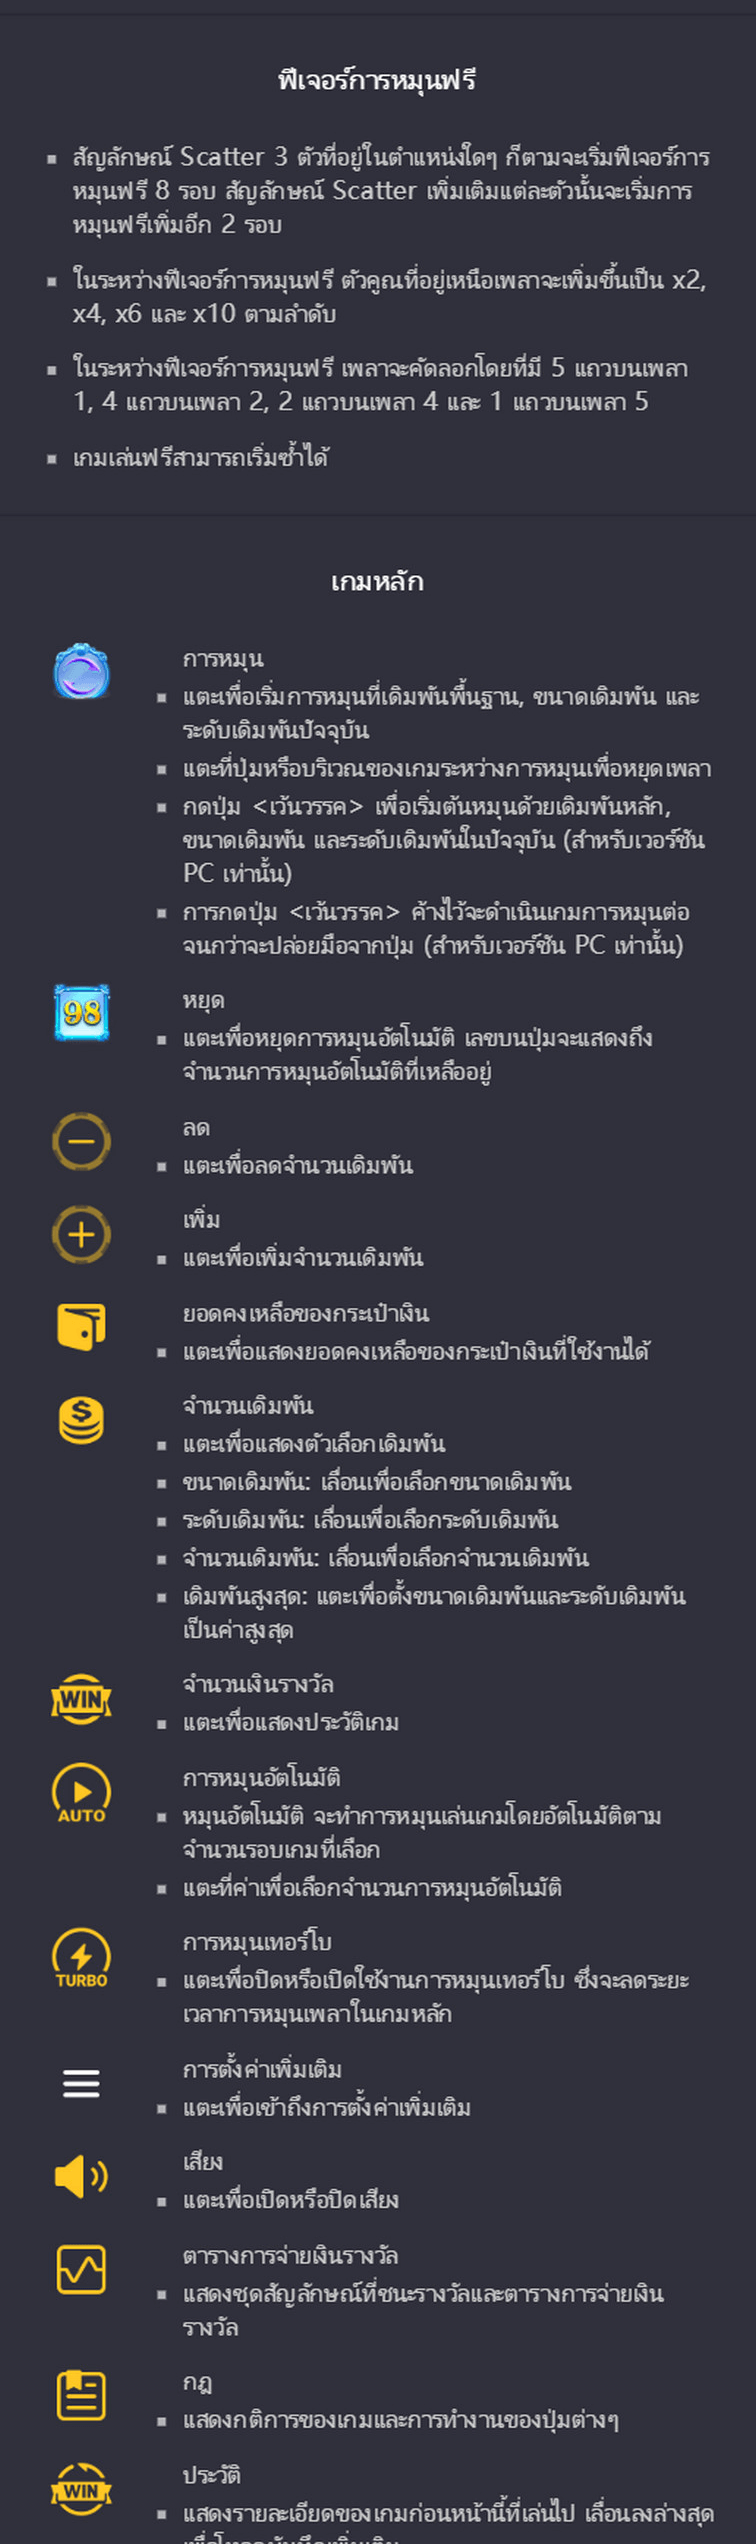 ฟีเจอร์การหมุนฟรี
▪ สัญลักษณ์ Scatter 3 ตัวที่อยู่ในตำแหน่งใดๆ ก็ตามจะเริ่มฟีเจอร์การ
หมุนฟรี 8 รอบ สัญลักษณ์ Scatter เพิ่มเติมแต่ละตัวนั้นจะเริ่มการ
หมุนฟรีเพิ่มอีก 2 รอบ
▪ ในระหว่างฟีเจอร์การหมุนฟรี ตัวคูณที่อยู่เหนือเพลาจะเพิ่มขึ้นเป็น x2,
x4, x6 และ x10 ตามลำดับ
▪ ในระหว่างฟีเจอร์การหมุนฟรี เพลาจะคัดลอกโดยที่มี 5 แถวบนเพลา
1, 4 แถวบนเพลา 2, 2 แถวบนเพลา 4 และ 1 แถวบนเพลา 5
▪ เกมเล่นฟรีสามารถเริ่มซ้ำได้
เกมหลัก
การหมุน
▪ แตะเพื่อเริ่มการหมุนที่เดิมพันพื้นฐาน, ขนาดเดิมพัน และ
ระดับเดิมพันปัจจุบัน
▪ แตะที่ปุ่มหรือบริเวณของเกมระหว่างการหมุนเพื่อหยุดเพลา
▪ กดปุ่ม <เว้นวรรค> เพื่อเริ่มต้นหมุนด้วยเดิมพันหลัก,
ขนาดเดิมพัน และระดับเดิมพันในปัจจุบัน (สำหรับเวอร์ชัน
PC เท่านั้น)
▪ การกดปุ่ม <เว้นวรรค> ค้างไว้จะดำเนินเกมการหมุนต่อ
จนกว่าจะปล่อยมือจากปุ่ม (สำหรับเวอร์ชัน PC เท่านั้น)
98
หยุด
▪ แตะเพื่อหยุดการหมุนอัตโนมัติ เลขบนปุ่มจะแสดงถึง
จำนวนการหมุนอัตโนมัติที่เหลืออยู่
ลด
▪ แตะเพื่อลดจำนวนเดิมพัน
เพิ่ม
▪ แตะเพื่อเพิ่มจำนวนเดิมพัน
ยอดคงเหลือของกระเป๋าเงิน
▪ แตะเพื่อแสดงยอดคงเหลือของกระเป๋าเงินที่ใช้งานได้
จำนวนเดิมพัน
▪ แตะเพื่อแสดงตัวเลือกเดิมพัน
▪ ขนาดเดิมพัน: เลื่อนเพื่อเลือกขนาดเดิมพัน
▪ ระดับเดิมพัน: เลื่อนเพื่อเลือกระดับเดิมพัน
▪ จำนวนเดิมพัน: เลื่อนเพื่อเลือกจำนวนเดิมพัน
▪ เดิมพันสูงสุด: แตะเพื่อตั้งขนาดเดิมพันและระดับเดิมพัน
เป็นค่าสูงสุด
WIN
จำนวนเงินรางวัล
▪ แตะเพื่อแสดงประวัติเกม
AUTO
การหมุนอัตโนมัติ
▪ หมุนอัตโนมัติ จะทำการหมุนเล่นเกมโดยอัตโนมัติตาม
จำนวนรอบเกมที่เลือก
▪ แตะที่ค่าเพื่อเลือกจำนวนการหมุนอัตโนมัติ
TURBO
การหมุนเทอร์โบ
▪ แตะเพื่อปิดหรือเปิดใช้งานการหมุนเทอร์โบ ซึ่งจะลดระยะ
เวลาการหมุนเพลาในเกมหลัก
การตั้งค่าเพิ่มเติม
▪ แตะเพื่อเข้าถึงการตั้งค่าเพิ่มเติม
เสียง
▪ แตะเพื่อเปิดหรือปิดเสียง
ตารางการจ่ายเงินรางวัล
▪ แสดงชุดสัญลักษณ์ที่ชนะรางวัลและตารางการจ่ายเงิน
รางวัล
กฎ
▪ แสดงกติการของเกมและการทำงานของปุ่มต่างๆ
WIN
ประวัติ
▪ แสดงรายละเอียดของเกมก่อนหน้านี้ที่เล่นไป เลื่อนลงล่างสุด